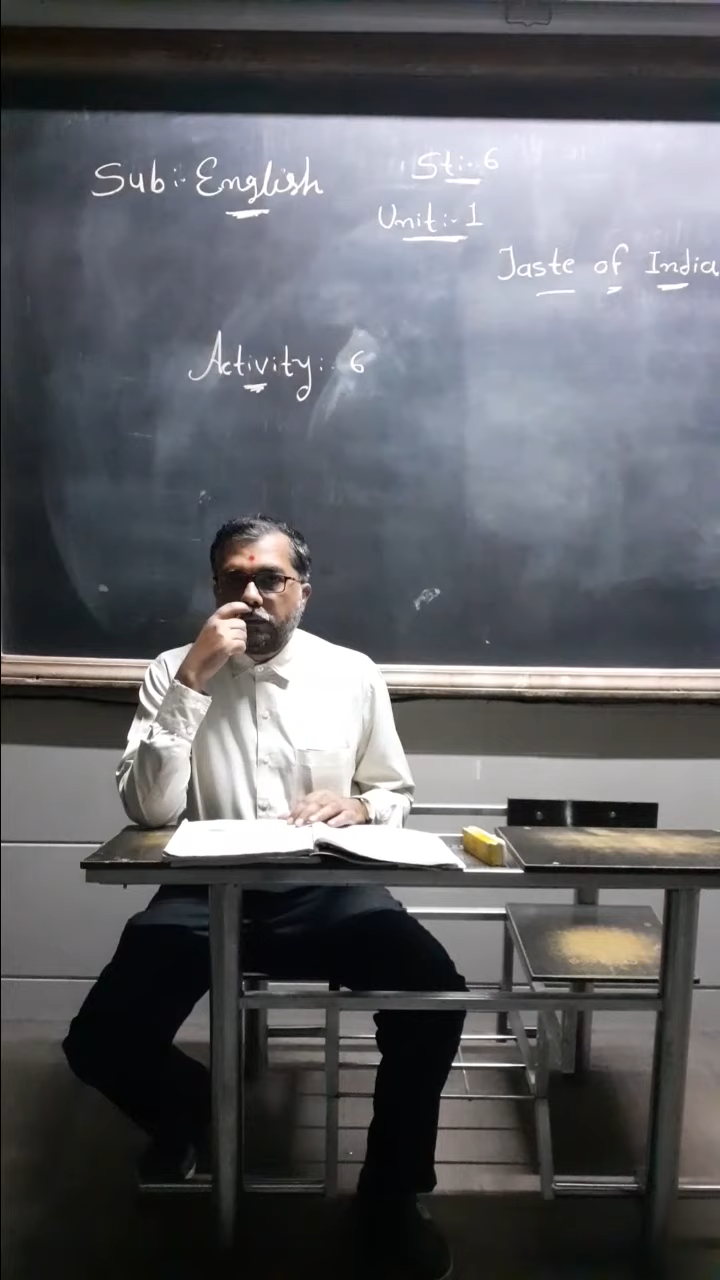 Sub:- English
St:- 6
Unit:- 1
Taste of India
Activity:- 6